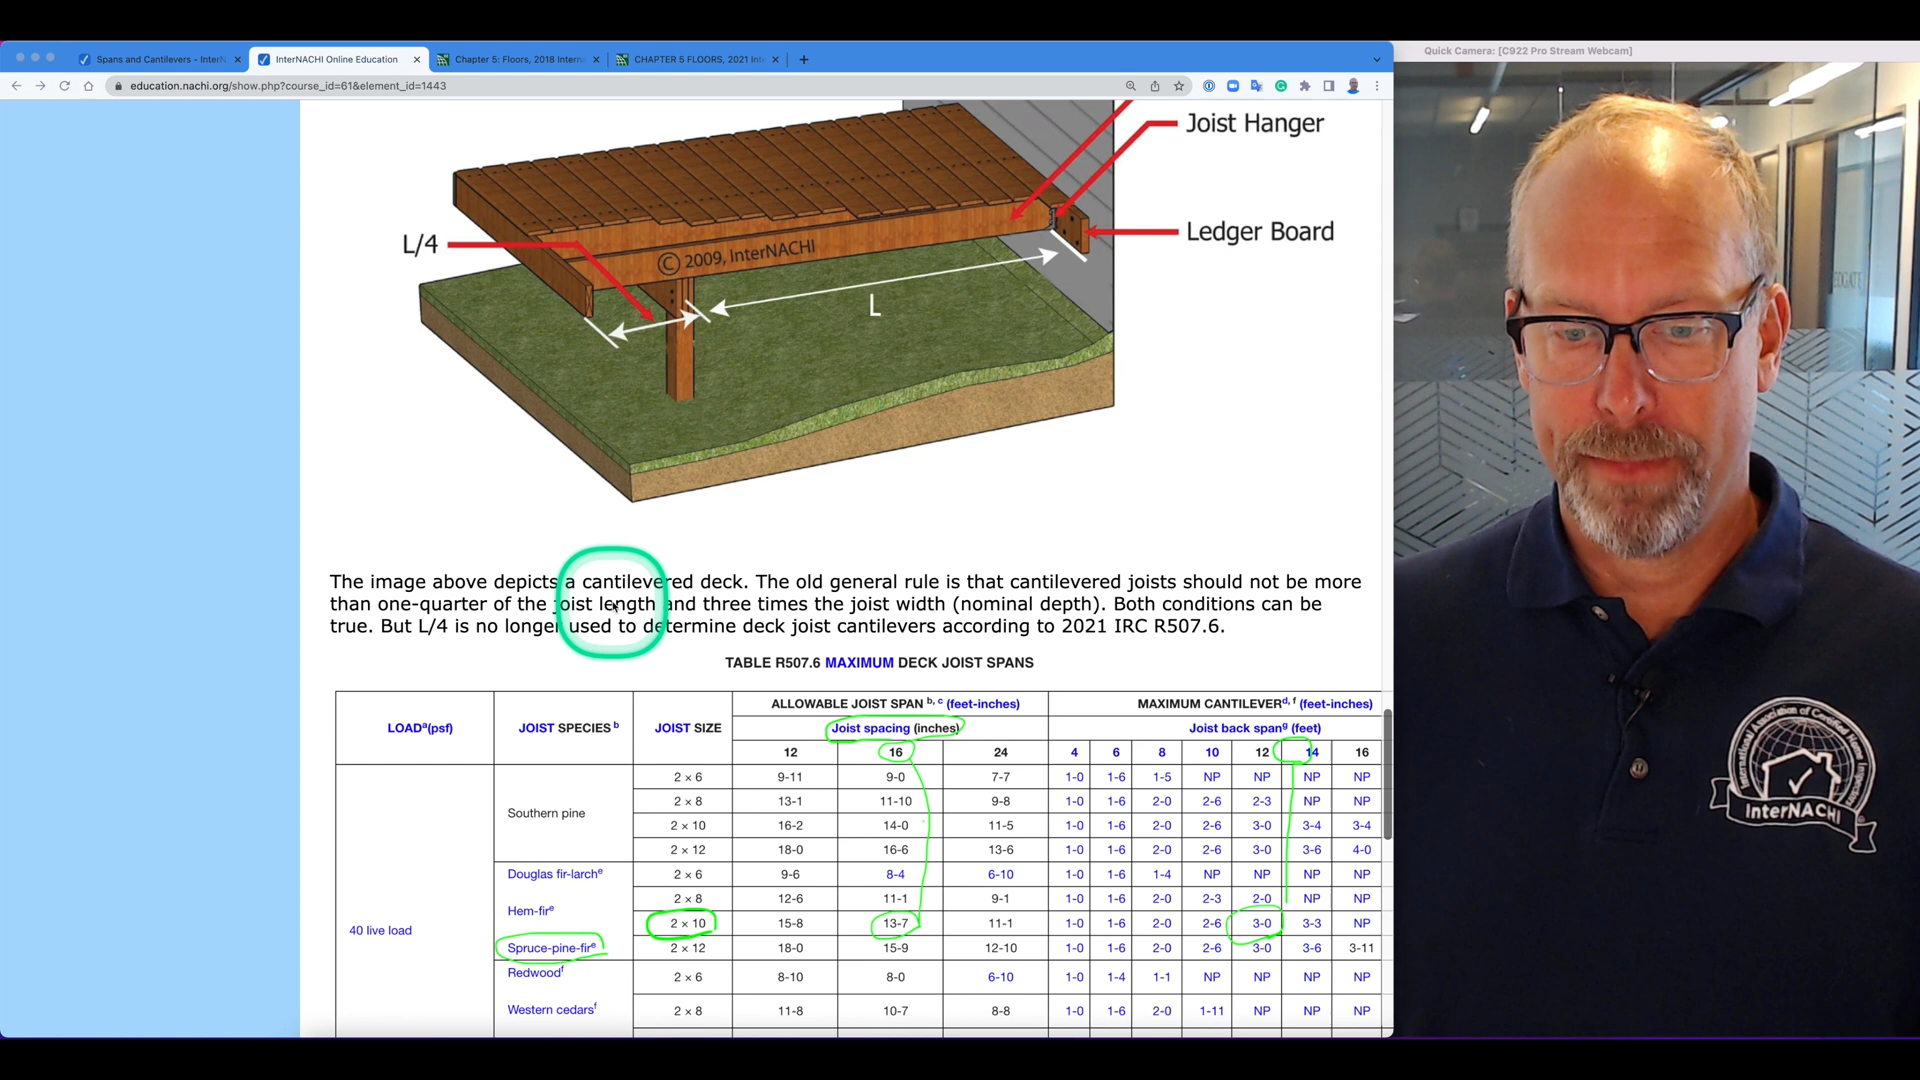 Quick Camera: [C922 Pro Stream Webcam]
Spans and Cantilevers - InterN
InterNACHI Online Education
Chapter 5: Floors, 2018 Interna
CHAPTER 5 FLOORS, 2021 Int
education.nachi.org/show.php?course_id=61&element_id=1443
Joist Hanger
Ledger Board
L/4
© 2009, InterNACHI
L
The image above depicts a cantilevered deck. The old general rule is that cantilevered joists should not be more
than one-quarter of the joist length and three times the joist width (nominal depth). Both conditions can be
true. But L/4 is no longer used to determine deck joist cantilevers according to 2021 IRC R507.6.
TABLE R507.6 MAXIMUM DECK JOIST SPANS
LOADa(psf) JOIST SPECIES b JOIST SIZE ALLOWABLE JOIST SPAN b, c (feet-inches) MAXIMUM CANTILEVERd, f (feet-inches)
Joist spacing (inches) Joist back spang (feet)
12 16 24 4 6 8 10 12 14 16
40 live load
Southern pine
2 × 6 9-11 9-0 7-7 1-0 1-6 1-5 NP NP NP NP
2 × 8 13-1 11-10 9-8 1-0 1-6 2-0 2-6 2-3 NP NP
2 × 10 16-2 14-0 11-5 1-0 1-6 2-0 2-6 3-0 3-4 3-4
2 × 12 18-0 16-6 13-6 1-0 1-6 2-0 2-6 3-0 3-6 4-0
Douglas fir-larche
Hem-fire
Spruce-pine-fire
2 × 6 9-6 8-4 6-10 1-0 1-6 1-4 NP NP NP NP
2 × 8 12-6 11-1 9-1 1-0 1-6 2-0 2-3 2-0 NP NP
2 × 10 15-8 13-7 11-1 1-0 1-6 2-0 2-6 3-0 3-3 NP
2 × 12 18-0 15-9 12-10 1-0 1-6 2-0 2-6 3-0 3-6 3-11
Redwoodf
Western cedarsf
2 × 6 8-10 8-0 6-10 1-0 1-4 1-1 NP NP NP NP
2 × 8 11-8 10-7 8-8 1-0 1-6 2-0 1-11 NP NP NP
International Association of Certified Home Inspectors
InterNACHI